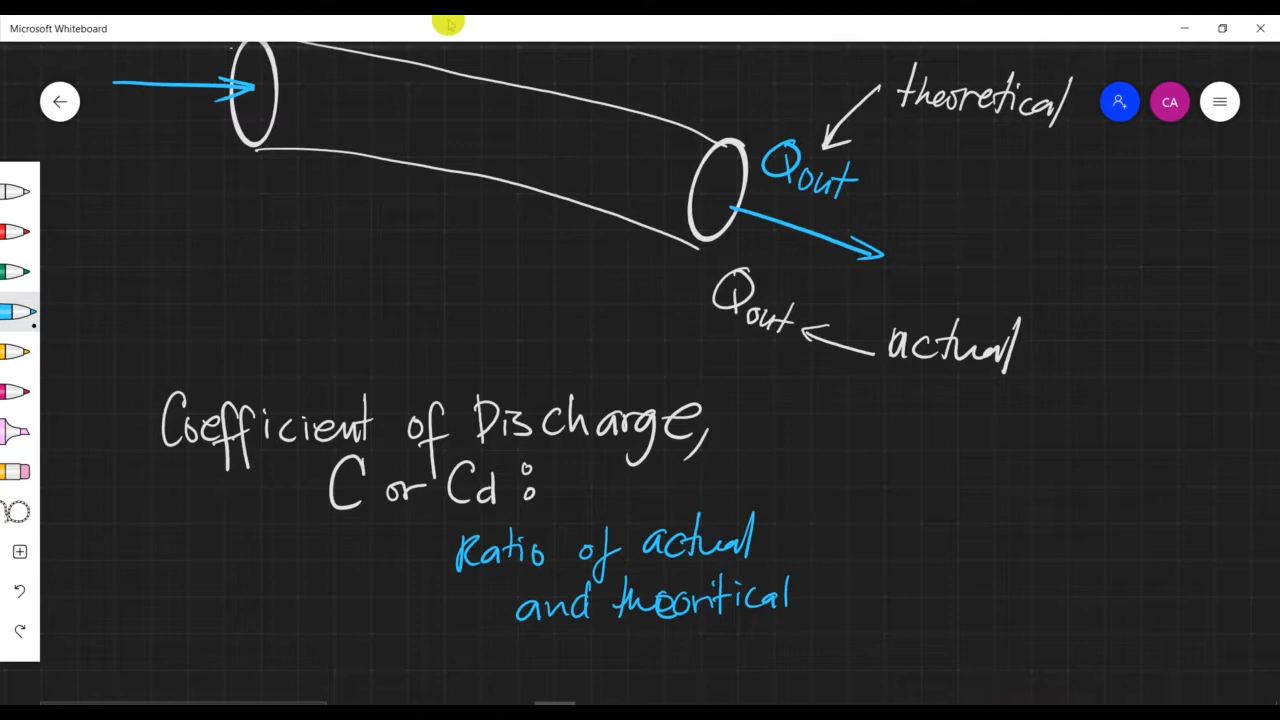 Microsoft Whiteboard
theoretical
CA
Qout
Qout
actual
Coefficient of Discharge,
C or Cd :
Ratio of actual
and theoritical